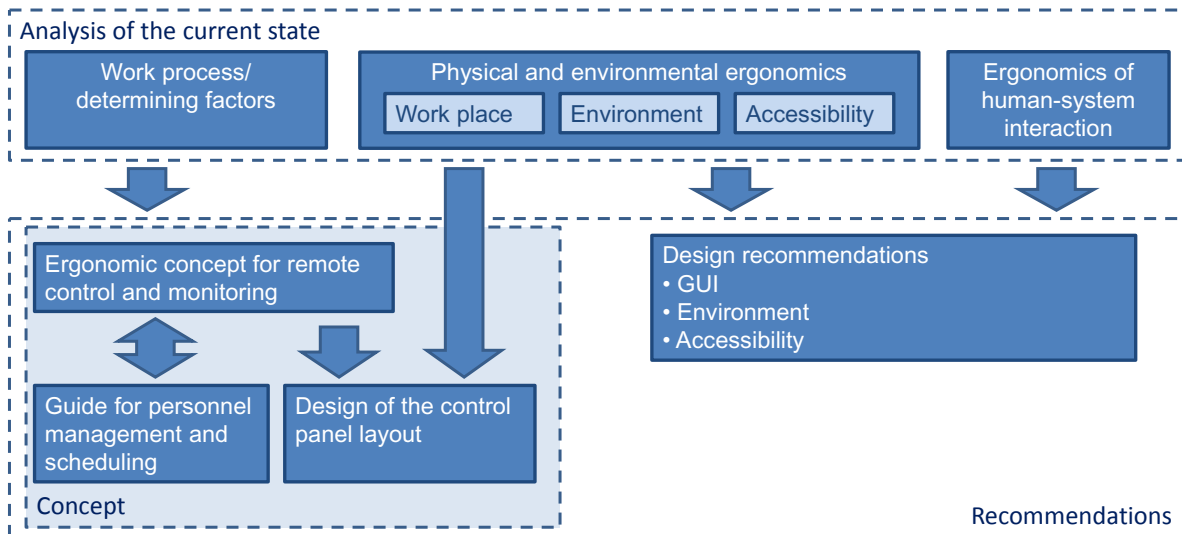 Analysis of the current state
Work process/
determining factors
Physical and environmental ergonomics
Work place
Environment
Accessibility
Ergonomics of
human-system
interaction
Ergonomic concept for remote
control and monitoring
Guide for personnel
management and
scheduling
Design of the control
panel layout
Concept
Design recommendations
• GUI
• Environment
• Accessibility
Recommendations